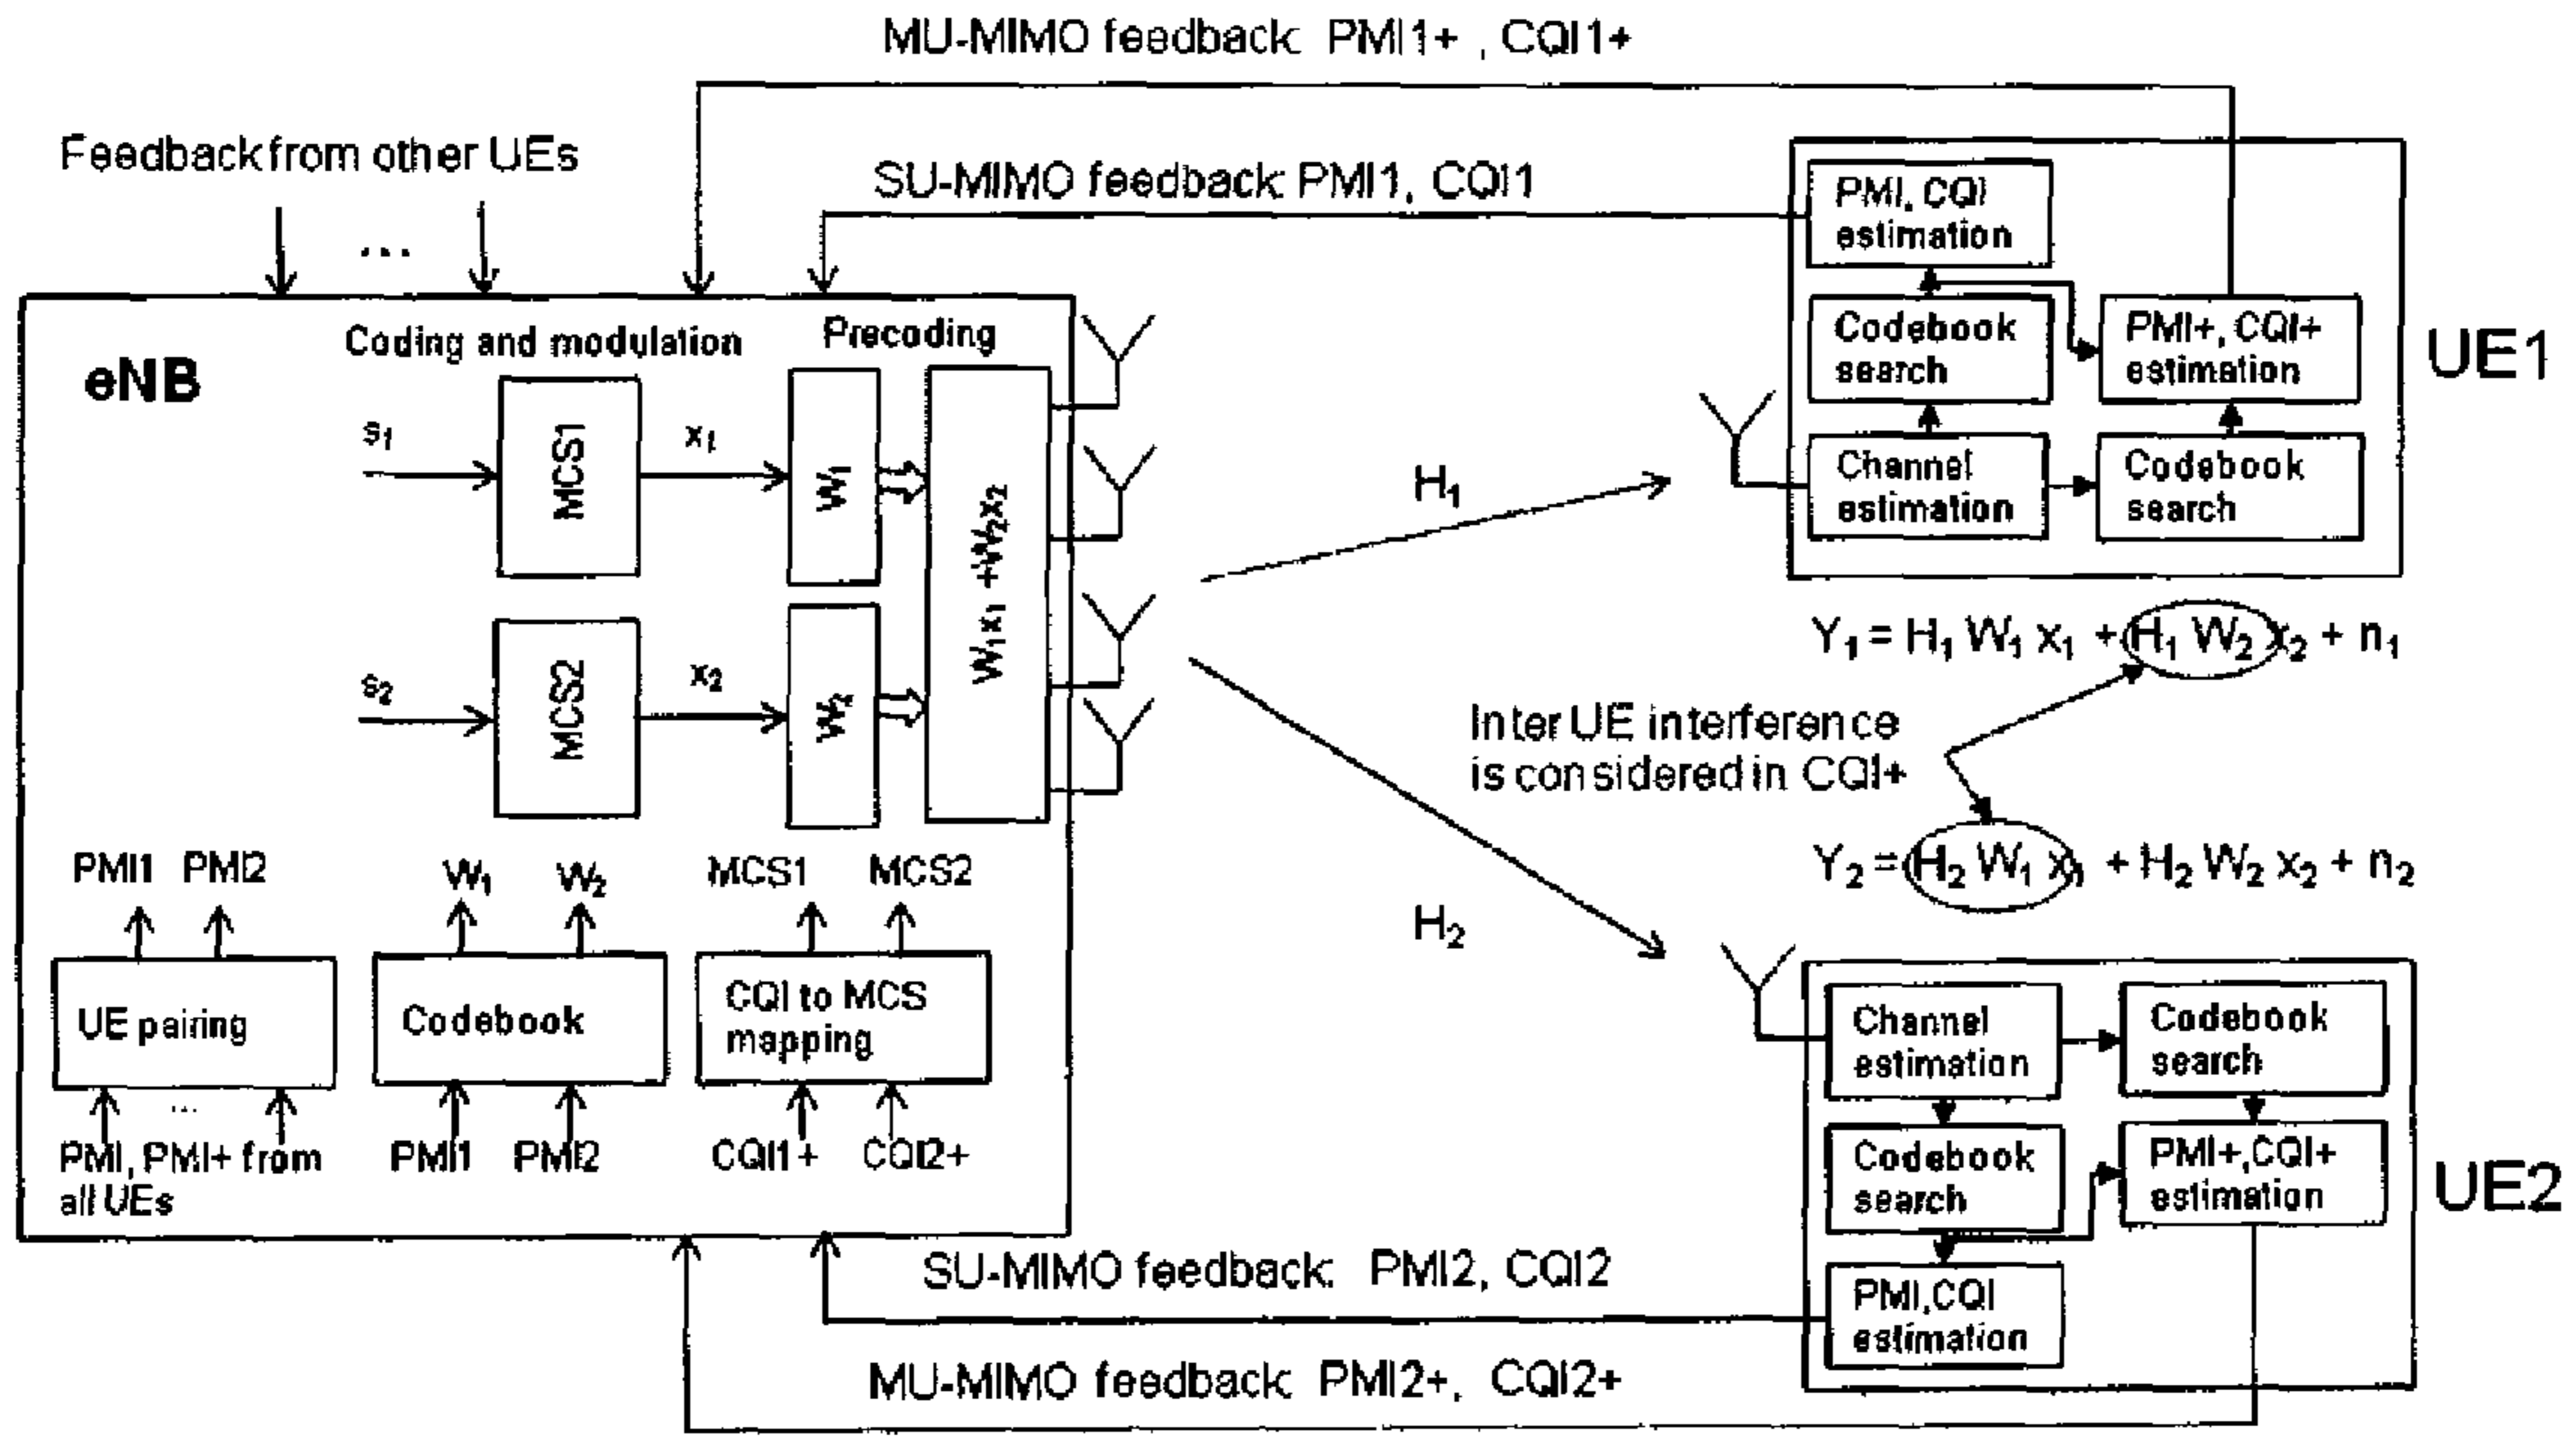 MU-MIMO feedback: PMI1+ , CQI1+
Feedback from other UEs
...
SU-MIMO feedback: PMI1, CQI1
eNB
Coding and modulation
Precoding
s1
MCS1
x1
W1
W1x1 +W2x2
s2
MCS2
x2
W2
PMI1 PMI2
W1 W2
MCS1 MCS2
UE pairing
Codebook
CQI to MCS
mapping
...
PMI, PMI+ from
all UEs
PMI1 PMI2
CQI1+ CQI2+
H1
H2
PMI, CQI
estimation
Codebook
search
PMI+, CQI+
estimation
Channel
estimation
Codebook
search
UE1
Y1 = H1 W1 x1 + H1 W2 x2 + n1
Inter UE interference
is considered in CQI+
Y2 = H2 W1 x1 + H2 W2 x2 + n2
Channel
estimation
Codebook
search
Codebook
search
PMI+,CQI+
estimation
PMI,CQI
estimation
UE2
SU-MIMO feedback: PMI2, CQI2
MU-MIMO feedback: PMI2+, CQI2+